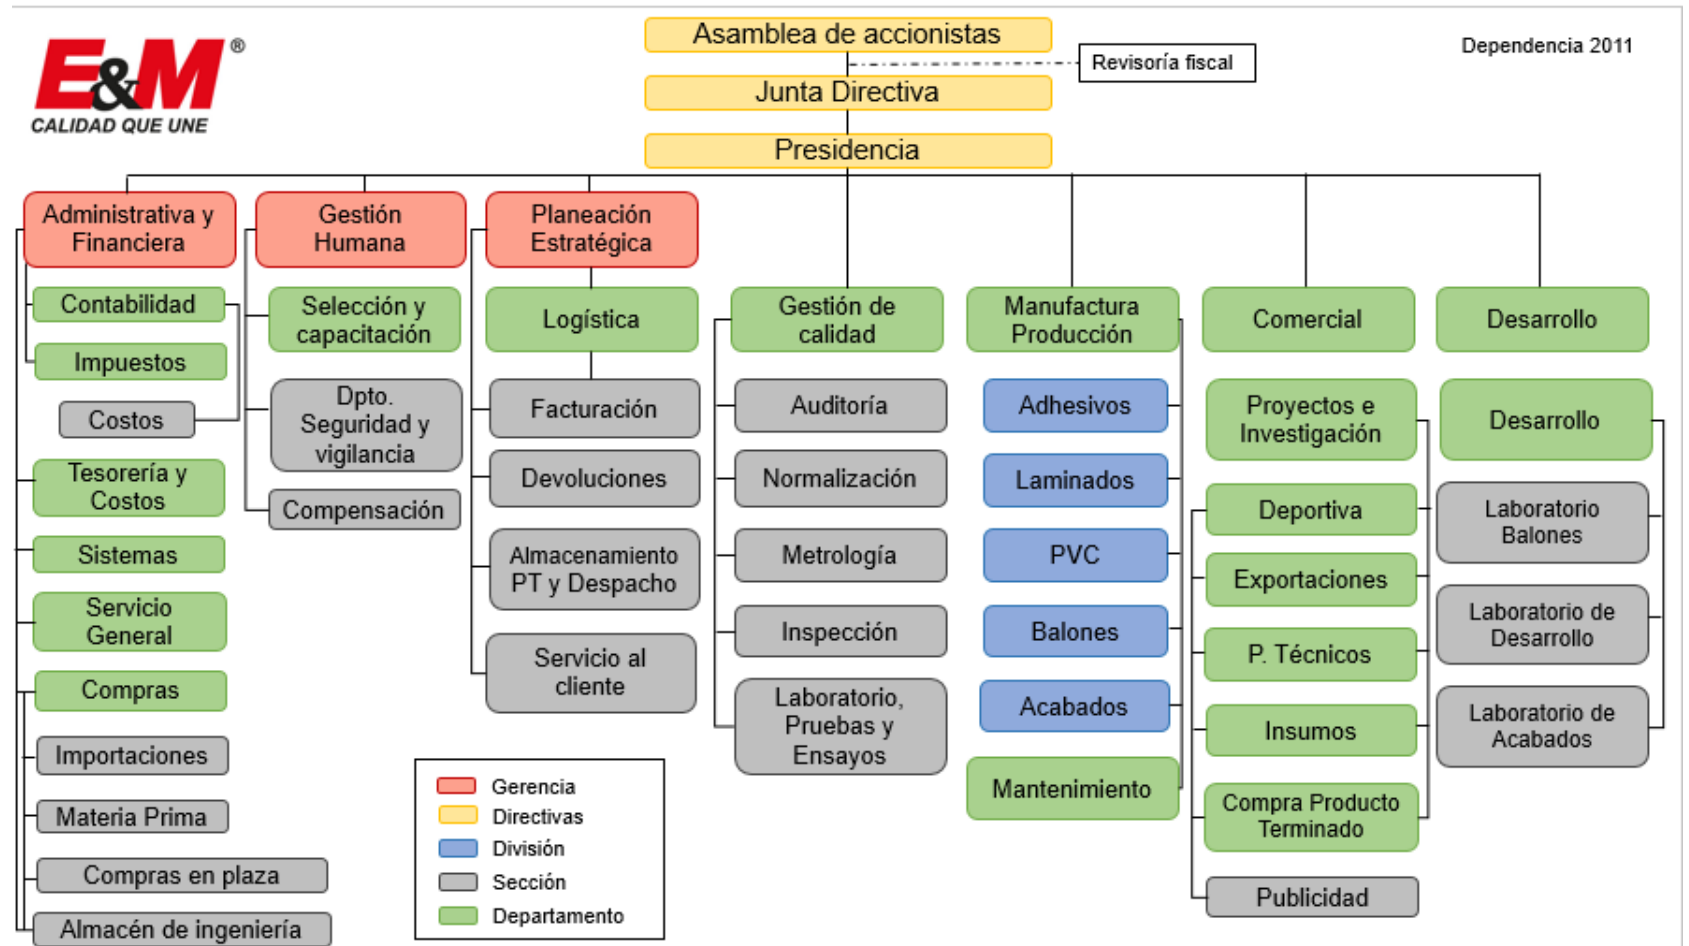 Asamblea de accionistas
E&M®
CALIDAD QUE UNE
Dependencia 2011
Revisoría fiscal
Junta Directiva
Presidencia
Administrativa y
Financiera
Contabilidad
Impuestos
Costos
Tesorería y
Costos
Sistemas
Servicio
General
Compras
Importaciones
Materia Prima
Compras en plaza
Almacén de ingeniería
Gestión
Humana
Selección y
capacitación
Dpto.
Seguridad y
vigilancia
Compensación
Planeación
Estratégica
Logística
Facturación
Devoluciones
Almacenamiento
PT y Despacho
Servicio al
cliente
Gestión de
calidad
Auditoría
Normalización
Metrología
Inspección
Laboratorio,
Pruebas y
Ensayos
Manufactura
Producción
Adhesivos
Laminados
PVC
Balones
Acabados
Mantenimiento
Comercial
Proyectos e
Investigación
Deportiva
Exportaciones
P. Técnicos
Insumos
Compra Producto
Terminado
Publicidad
Desarrollo
Desarrollo
Laboratorio
Balones
Laboratorio de
Desarrollo
Laboratorio de
Acabados
Gerencia
Directivas
División
Sección
Departamento